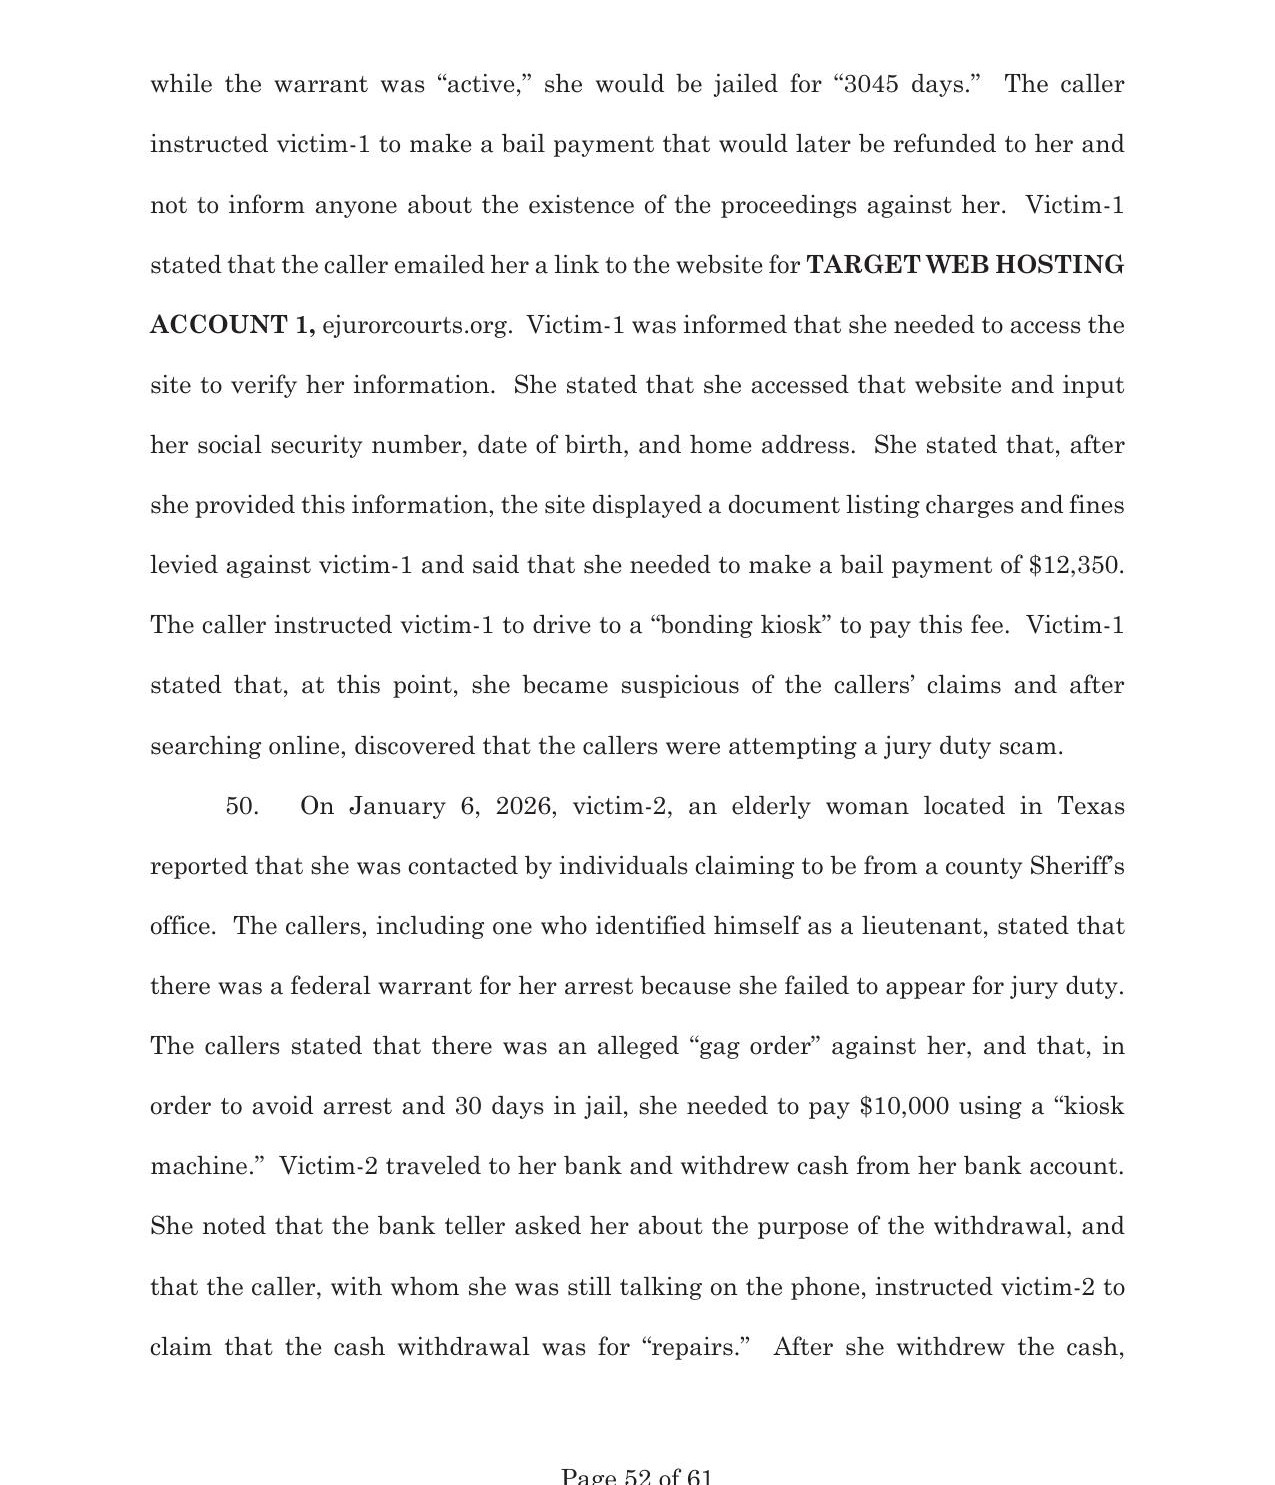 while the warrant was “active,” she would be jailed for “3045 days.”  The caller
instructed victim-1 to make a bail payment that would later be refunded to her and
not to inform anyone about the existence of the proceedings against her.  Victim-1
stated that the caller emailed her a link to the website for TARGET WEB HOSTING
ACCOUNT 1, ejurorcourts.org.  Victim-1 was informed that she needed to access the
site to verify her information.  She stated that she accessed that website and input
her social security number, date of birth, and home address.  She stated that, after
she provided this information, the site displayed a document listing charges and fines
levied against victim-1 and said that she needed to make a bail payment of $12,350.
The caller instructed victim-1 to drive to a “bonding kiosk” to pay this fee.  Victim-1
stated that, at this point, she became suspicious of the callers’ claims and after
searching online, discovered that the callers were attempting a jury duty scam.
50.  On January 6, 2026, victim-2, an elderly woman located in Texas
reported that she was contacted by individuals claiming to be from a county Sheriff’s
office.  The callers, including one who identified himself as a lieutenant, stated that
there was a federal warrant for her arrest because she failed to appear for jury duty.
The callers stated that there was an alleged “gag order” against her, and that, in
order to avoid arrest and 30 days in jail, she needed to pay $10,000 using a “kiosk
machine.”  Victim-2 traveled to her bank and withdrew cash from her bank account.
She noted that the bank teller asked her about the purpose of the withdrawal, and
that the caller, with whom she was still talking on the phone, instructed victim-2 to
claim that the cash withdrawal was for “repairs.”  After she withdrew the cash,
Page 52 of 61